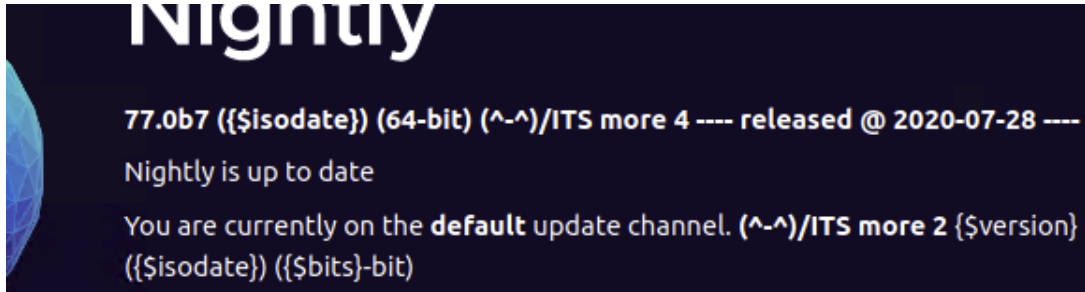 Nightly
77.0b7 ({$isodate}) (64-bit) (^-^)/ITS more 4 ---- released @ 2020-07-28 ----
Nightly is up to date
You are currently on the default update channel. (^-^)/ITS more 2 {$version}
({$isodate}) ({$bits}-bit)